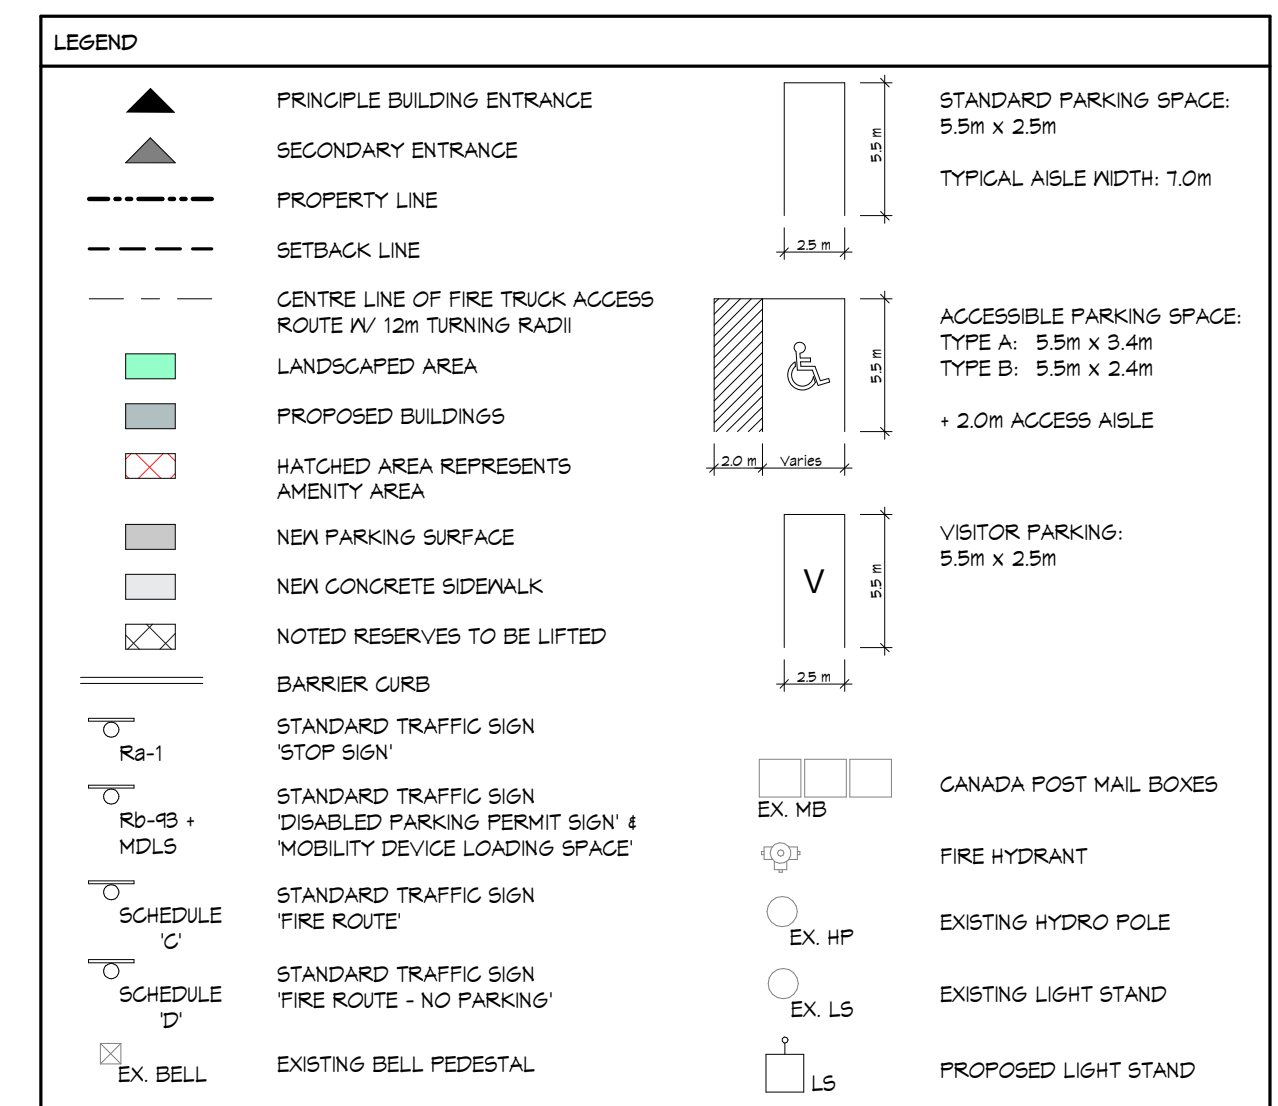 LEGEND
PRINCIPLE BUILDING ENTRANCE
SECONDARY ENTRANCE
PROPERTY LINE
SETBACK LINE
CENTRE LINE OF FIRE TRUCK ACCESS
ROUTE W/ 12m TURNING RADII
LANDSCAPED AREA
PROPOSED BUILDINGS
HATCHED AREA REPRESENTS
AMENITY AREA
NEW PARKING SURFACE
NEW CONCRETE SIDEWALK
NOTED RESERVES TO BE LIFTED
BARRIER CURB
Ra-1
STANDARD TRAFFIC SIGN
'STOP SIGN'
Rb-93 +
MDLS
STANDARD TRAFFIC SIGN
'DISABLED PARKING PERMIT SIGN' &
'MOBILITY DEVICE LOADING SPACE'
SCHEDULE
'C'
STANDARD TRAFFIC SIGN
'FIRE ROUTE'
SCHEDULE
'D'
STANDARD TRAFFIC SIGN
'FIRE ROUTE - NO PARKING'
EX. BELL
EXISTING BELL PEDESTAL
5.5 m
2.5 m
STANDARD PARKING SPACE:
5.5m x 2.5m
TYPICAL AISLE WIDTH: 7.0m
5.5 m
2.0 m
Varies
ACCESSIBLE PARKING SPACE:
TYPE A: 5.5m x 3.4m
TYPE B: 5.5m x 2.4m
+ 2.0m ACCESS AISLE
V
5.5 m
2.5 m
VISITOR PARKING:
5.5m x 2.5m
EX. MB
CANADA POST MAIL BOXES
FIRE HYDRANT
EX. HP
EXISTING HYDRO POLE
EX. LS
EXISTING LIGHT STAND
LS
PROPOSED LIGHT STAND